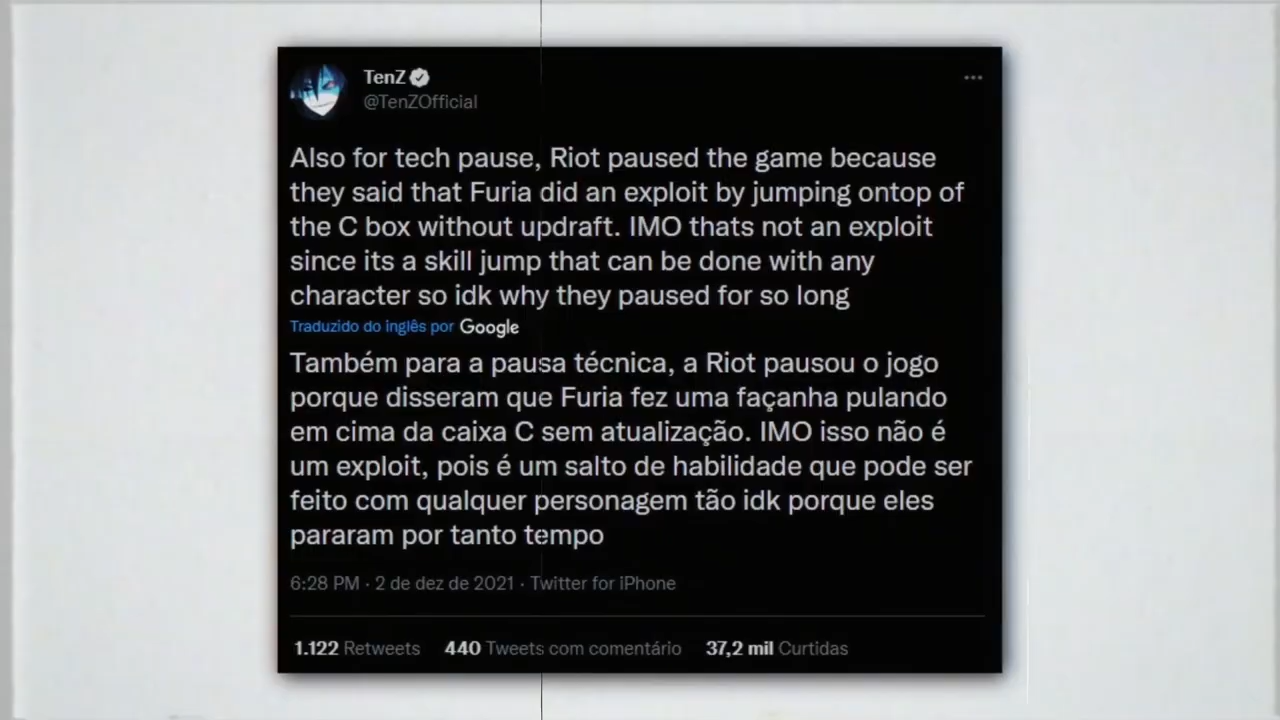 TenZ
@TenZOfficial
Also for tech pause, Riot paused the game because
they said that Furia did an exploit by jumping ontop of
the C box without updraft. IMO thats not an exploit
since its a skill jump that can be done with any
character so idk why they paused for so long
Traduzido do inglês por Google
Também para a pausa técnica, a Riot pausou o jogo
porque disseram que Furia fez uma façanha pulando
em cima da caixa C sem atualização. IMO isso não é
um exploit, pois é um salto de habilidade que pode ser
feito com qualquer personagem tão idk porque eles
pararam por tanto tempo
6:28 PM · 2 de dez de 2021 · Twitter for iPhone
1.122 Retweets 440 Tweets com comentário 37,2 mil Curtidas